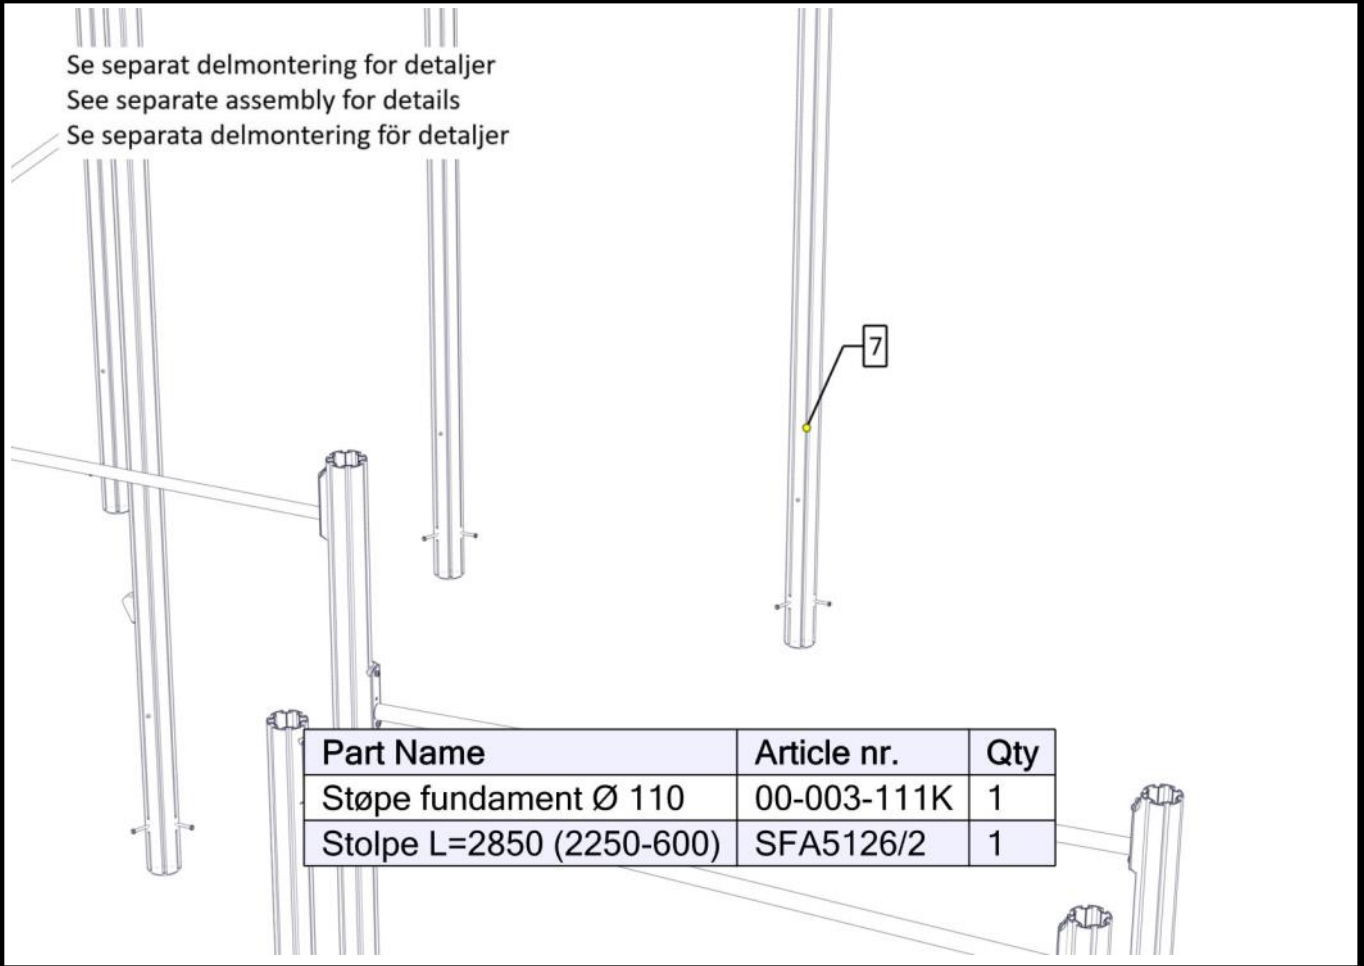 Se separat delmontering for detaljer
See separate assembly for details
Se separata delmontering för detaljer
7
Part Name Article nr. Qty
Støpe fundament Ø 110 00-003-111K 1
Stolpe L=2850 (2250-600) SFA5126/2 1